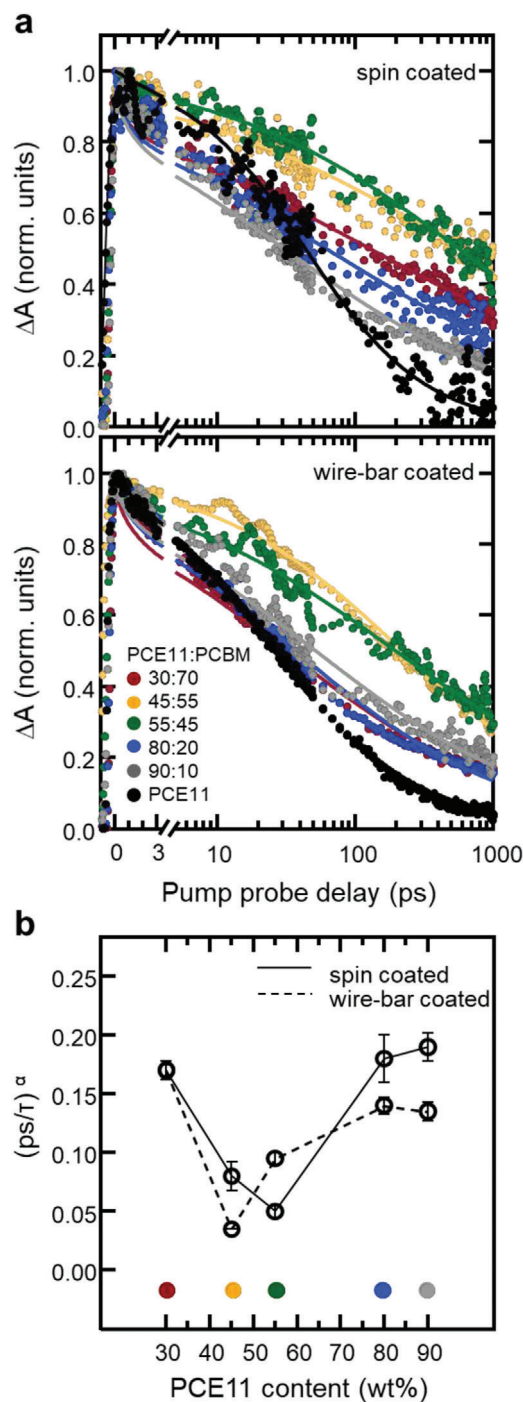 a
spin coated
ΔA (norm. units)
1.0
0.8
0.6
0.4
0.2
0.0
wire-bar coated
ΔA (norm. units)
1.0
0.8
0.6
0.4
0.2
0.0
PCE11:PCBM
30:70
45:55
55:45
80:20
90:10
PCE11
0 3 10 100 1000
Pump probe delay (ps)
b
spin coated
wire-bar coated
(ps/τ) α
0.25
0.20
0.15
0.10
0.05
0.00
30 40 50 60 70 80 90
PCE11 content (wt%)